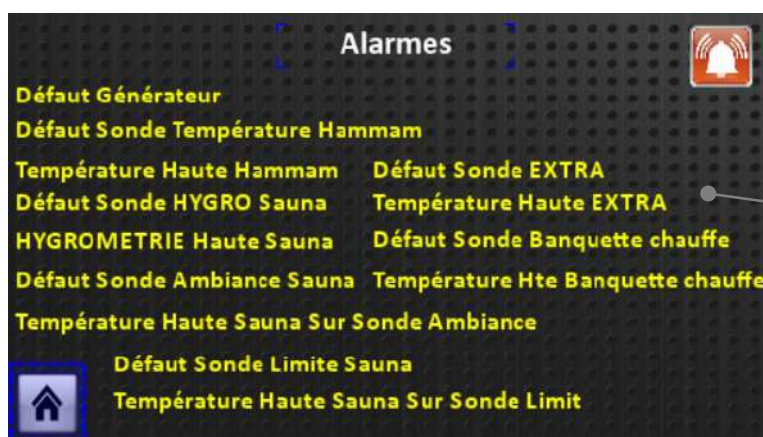 Alarmes
Défaut Générateur
Défaut Sonde Température Hammam
Température Haute Hammam Défaut Sonde EXTRA
Défaut Sonde HYGRO Sauna Température Haute EXTRA
HYGROMETRIE Haute Sauna Défaut Sonde Banquette chauffe
Défaut Sonde Ambiance Sauna Température Hte Banquette chauffe
Température Haute Sauna Sur Sonde Ambiance
Défaut Sonde Limite Sauna
Température Haute Sauna Sur Sonde Limit